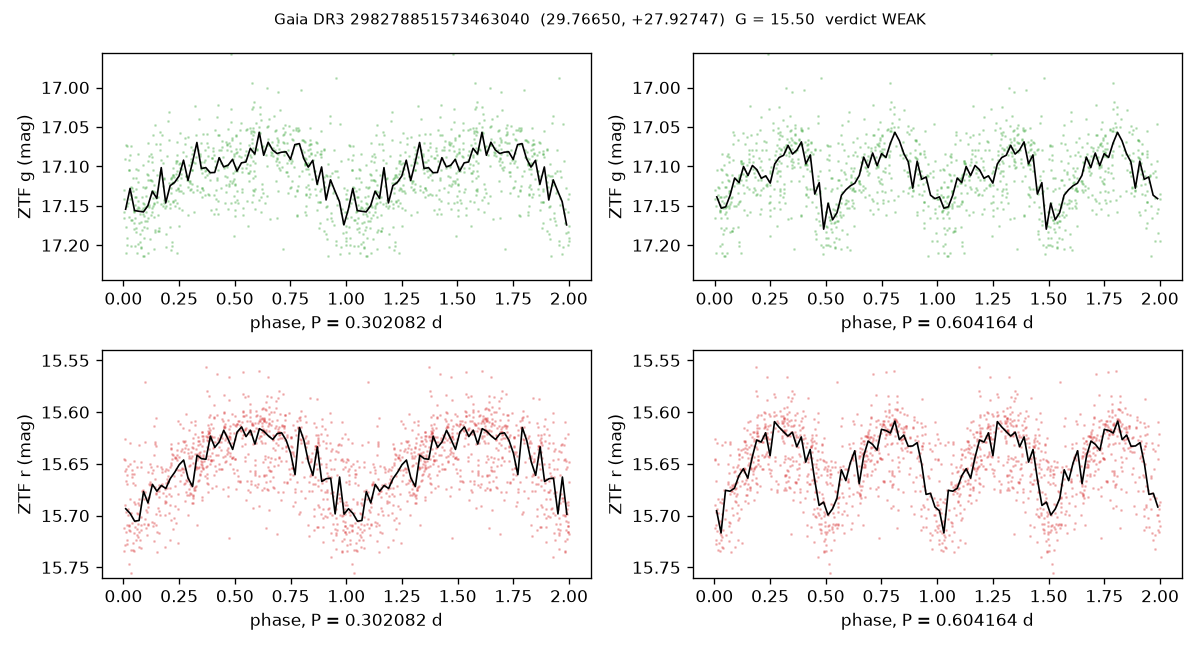 Gaia DR3 298278851573463040  (29.76650, +27.92747)  G = 15.50  verdict WEAK
ZTF g (mag)
17.00
17.05
17.10
17.15
17.20
0.00 0.25 0.50 0.75 1.00 1.25 1.50 1.75 2.00
phase, P = 0.302082 d
ZTF g (mag)
17.00
17.05
17.10
17.15
17.20
0.00 0.25 0.50 0.75 1.00 1.25 1.50 1.75 2.00
phase, P = 0.604164 d
ZTF r (mag)
15.55
15.60
15.65
15.70
15.75
0.00 0.25 0.50 0.75 1.00 1.25 1.50 1.75 2.00
phase, P = 0.302082 d
ZTF r (mag)
15.55
15.60
15.65
15.70
15.75
0.00 0.25 0.50 0.75 1.00 1.25 1.50 1.75 2.00
phase, P = 0.604164 d